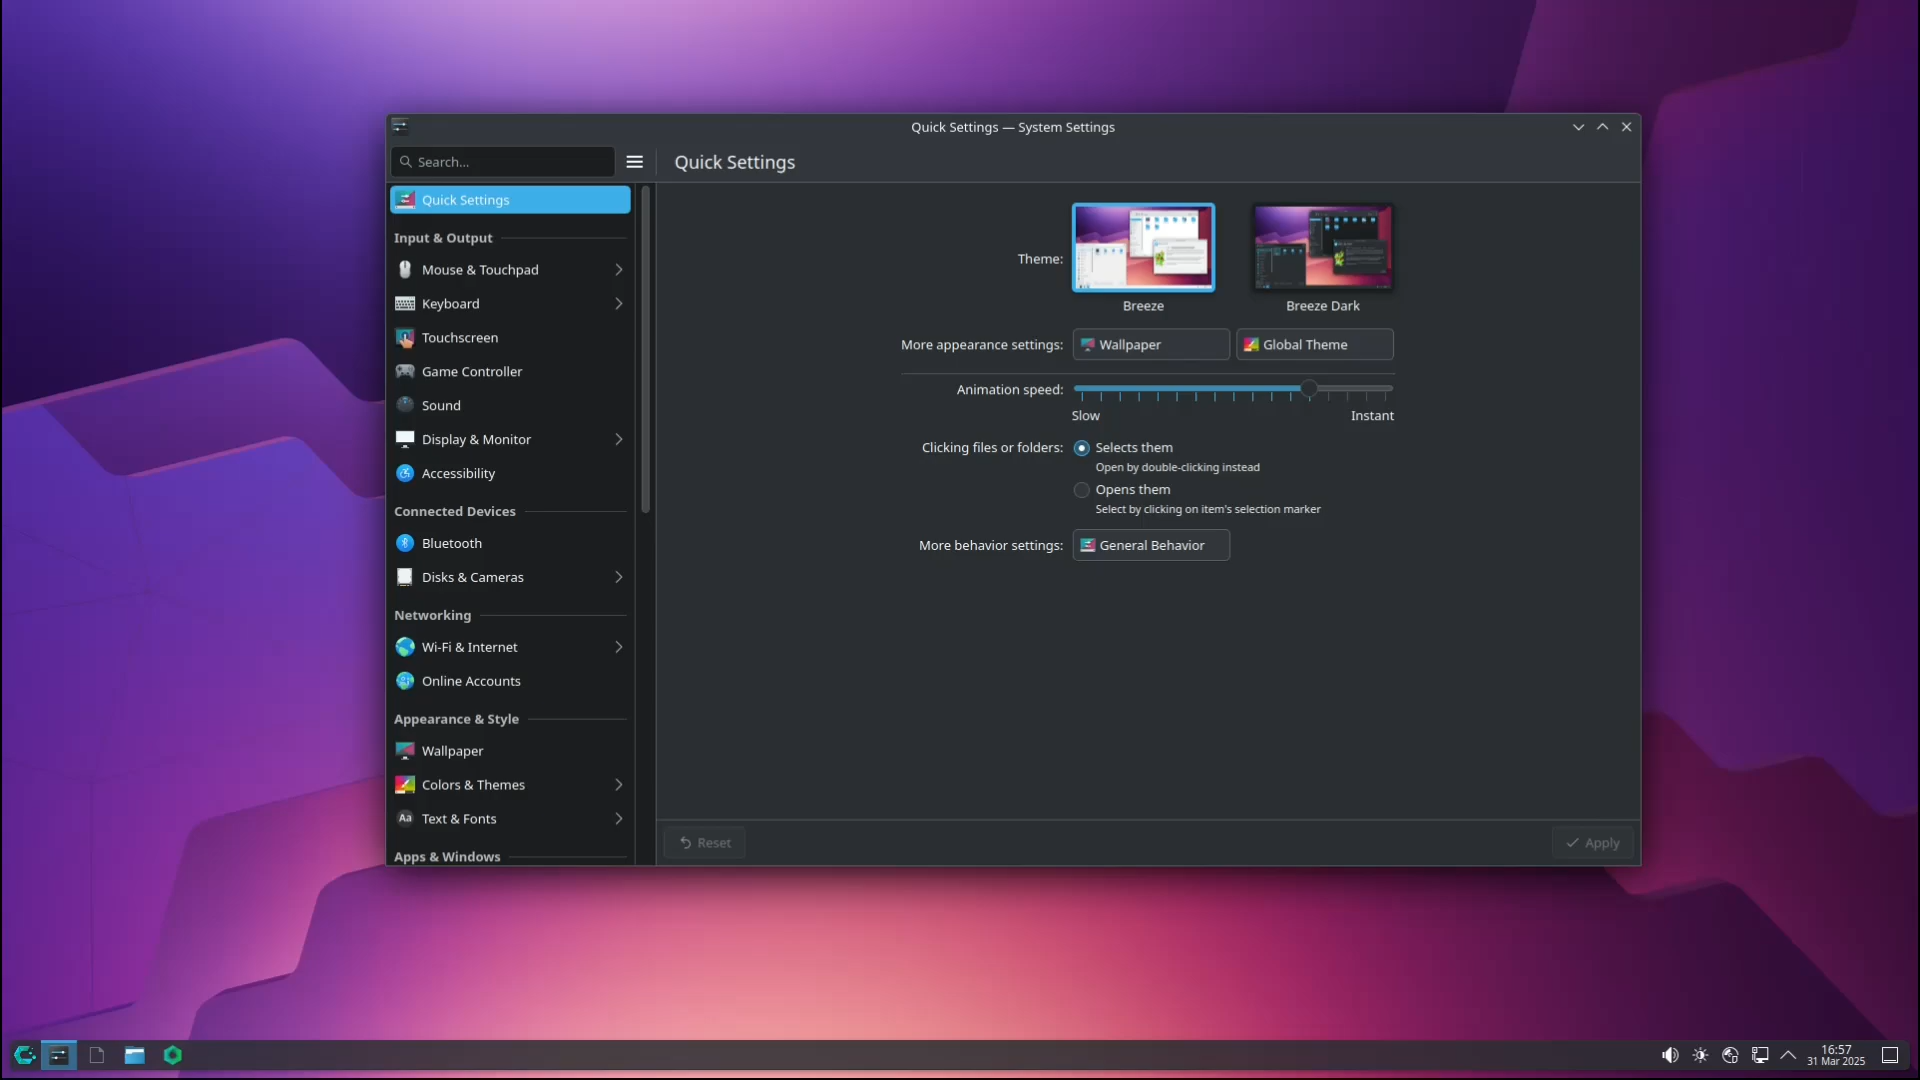 Quick Settings — System Settings
Search...
Quick Settings
Quick Settings
Input & Output
Mouse & Touchpad
Keyboard
Touchscreen
Game Controller
Sound
Display & Monitor
Accessibility
Connected Devices
Bluetooth
Disks & Cameras
Networking
Wi-Fi & Internet
Online Accounts
Appearance & Style
Wallpaper
Colors & Themes
Aa Text & Fonts
Apps & Windows
Theme:
Breeze
Breeze Dark
More appearance settings:
Wallpaper
Global Theme
Animation speed:
Slow
Instant
Clicking files or folders:
Selects them
Open by double-clicking instead
Opens them
Select by clicking on item's selection marker
More behavior settings:
General Behavior
Reset
Apply
16:57
31 Mar 2025